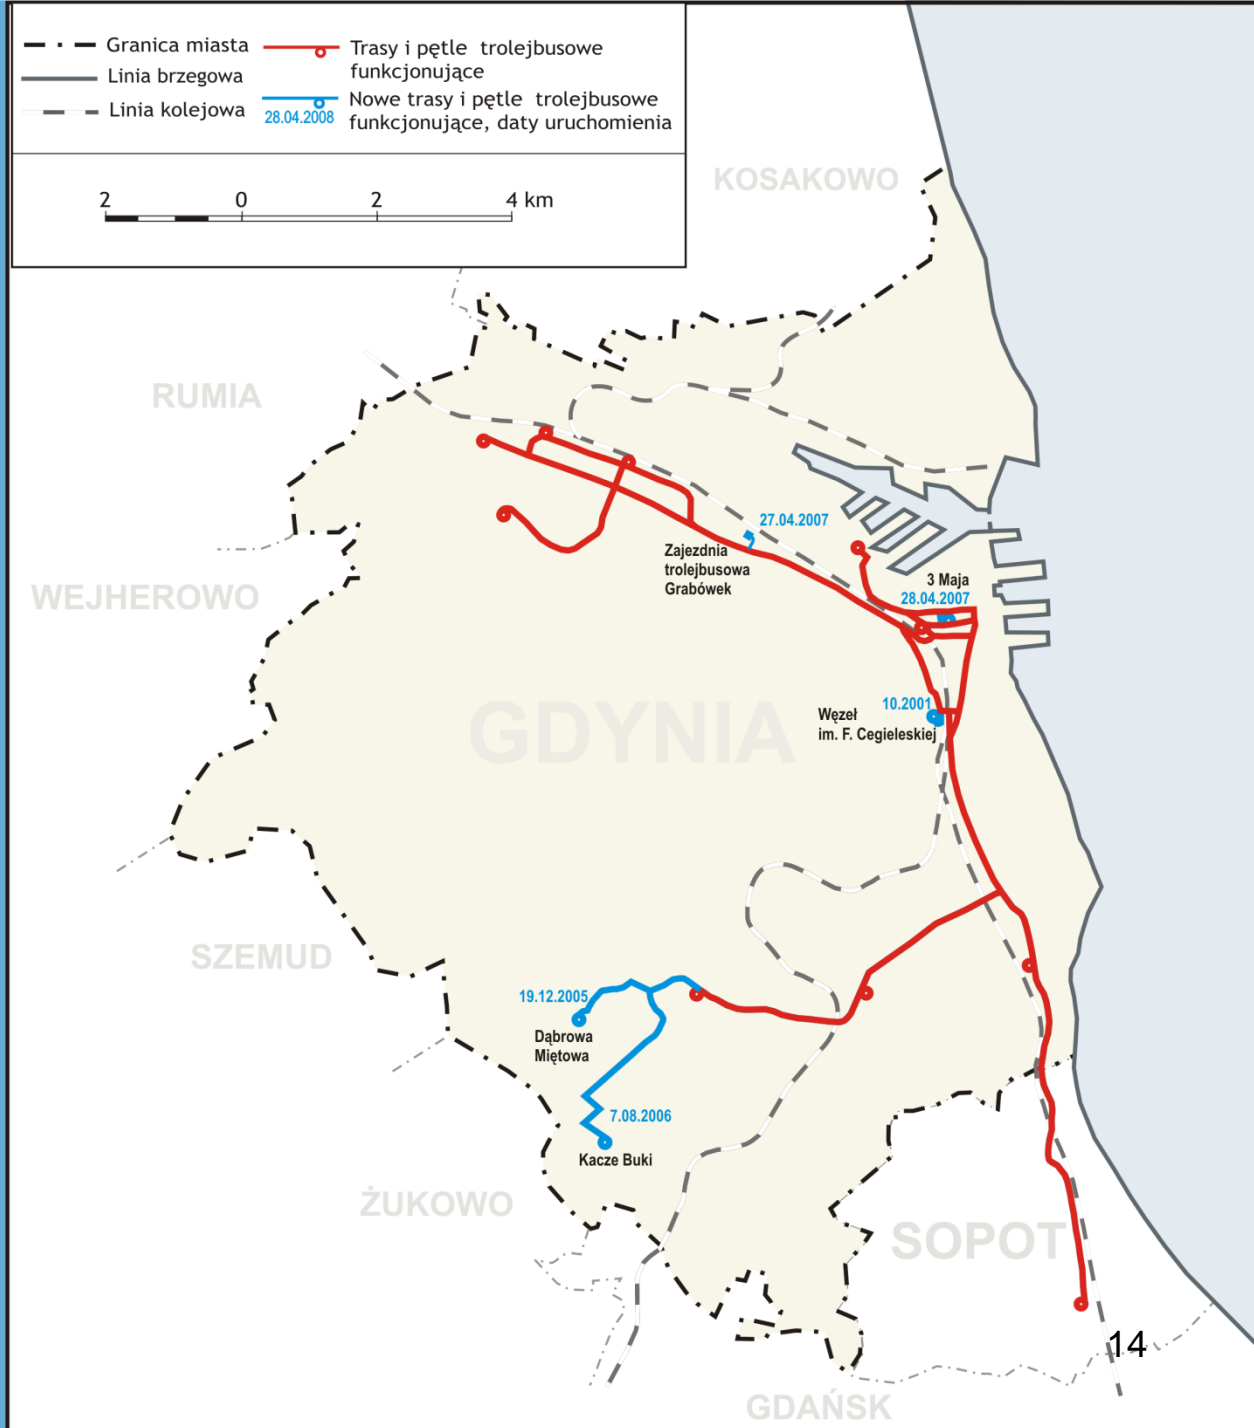 Granica miasta
Linia brzegowa
Linia kolejowa
Trasy i pętle trolejbusowe
funkcjonujące
28.04.2008
Nowe trasy i pętle trolejbusowe
funkcjonujące, daty uruchomienia
2 0 2 4 km
KOSAKOWO
RUMIA
27.04.2007
Zajezdnia
trolejbusowa
Grabówek
WEJHEROWO
3 Maja
28.04.2007
GDYNIA
10.2001
Węzeł
im. F. Cegieleskiej
SZEMUD
19.12.2005
Dąbrowa
Miętowa
7.08.2006
Kacze Buki
ŻUKOWO
SOPOT
14
GDAŃSK